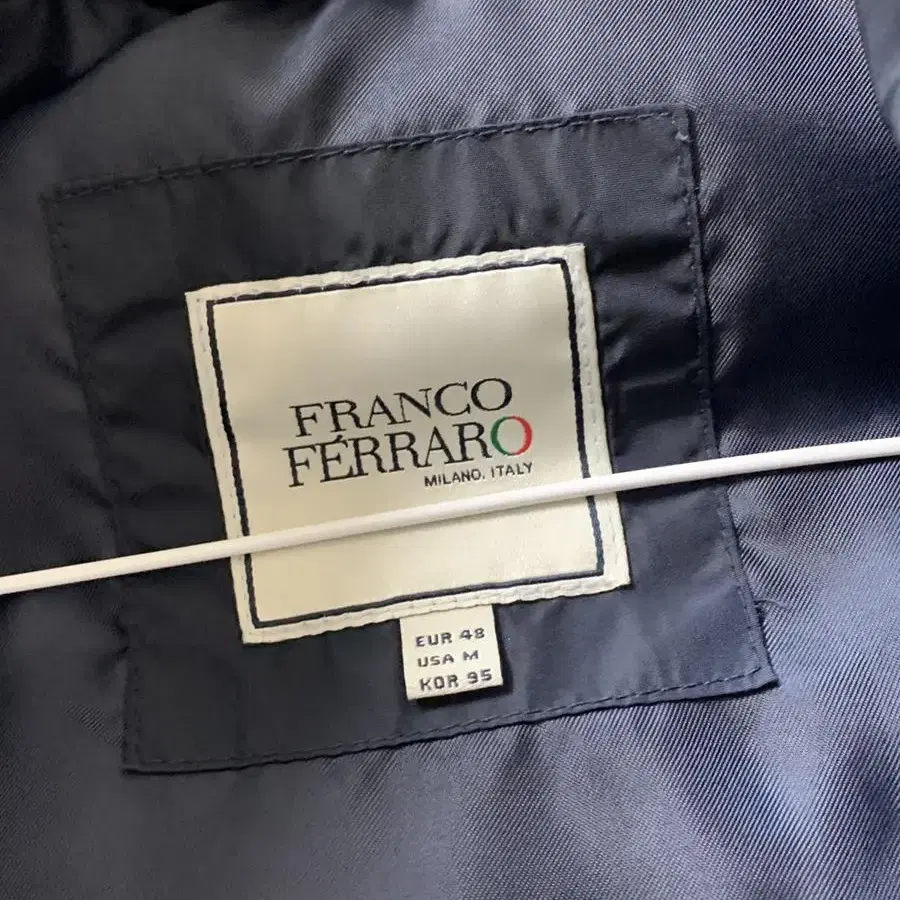 FRANCO
FÉRRARO
MILANO, ITALY
EUR 48
USA M
KOR 95